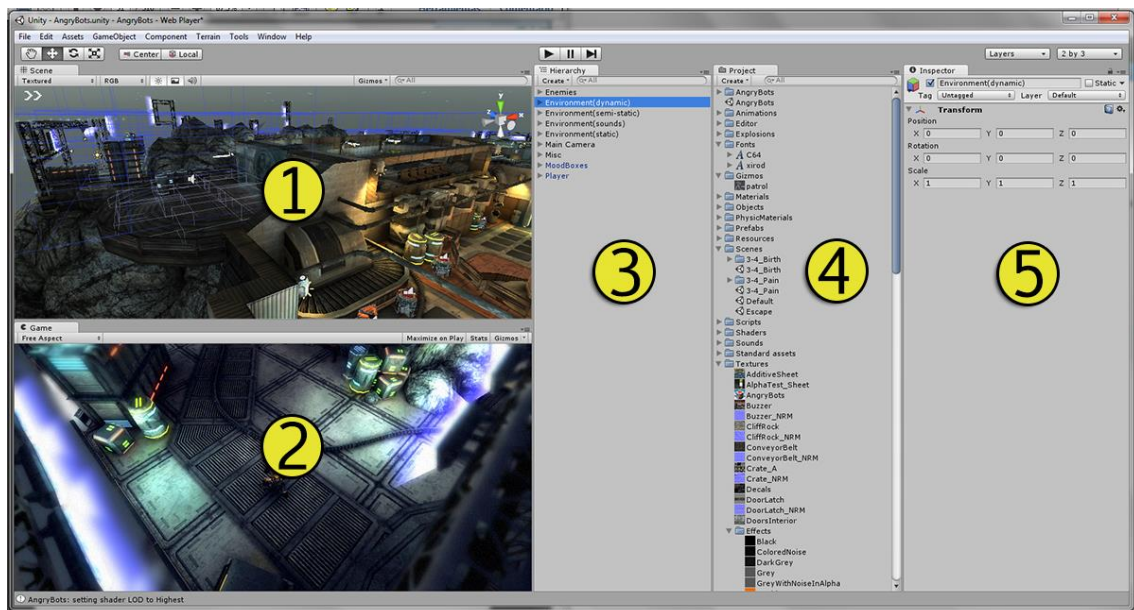 Unity - AngryBots.unity - AngryBots - Web Player*
File Edit Assets GameObject Component Terrain Tools Window Help
Center Local
Layers 2 by 3
Scene
Textured RGB Gizmos All
1
Game
Free Aspect Maximize on Play Stats Gizmos
2
Hierarchy
Create All
Enemies
Environment(dynamic)
Environment(semi-static)
Environment(sounds)
Environment(static)
Main Camera
Misc
MoodBoxes
Player
3
Project
Create All
AngryBots
AngryBots
Animations
Editor
Explosions
Fonts
C64
xirod
Gizmos
patrol
Materials
Objects
PhysicMaterials
Prefabs
Resources
Scenes
3-4_Birth
3-4_Birth
3-4_Pain
3-4_Pain
Default
Escape
Scripts
Shaders
Sounds
Standard assets
Textures
AdditiveSheet
AlphaTest_Sheet
AngryBots
Buzzer
Buzzer_NRM
CliffRock
CliffRock_NRM
ConveyorBelt
ConveyorBelt_NRM
Crate_A
Crate_NRM
Decals
DoorLatch
DoorLatch_NRM
DoorsInterior
Effects
Black
ColoredNoise
DarkGrey
Grey
GreyWithNoiseInAlpha
4
Inspector
Environment(dynamic) Static
Tag Untagged Layer Default
Transform
Position
X 0 Y 0 Z 0
Rotation
X 0 Y 0 Z 0
Scale
X 1 Y 1 Z 1
5
AngryBots: setting shader LOD to Highest